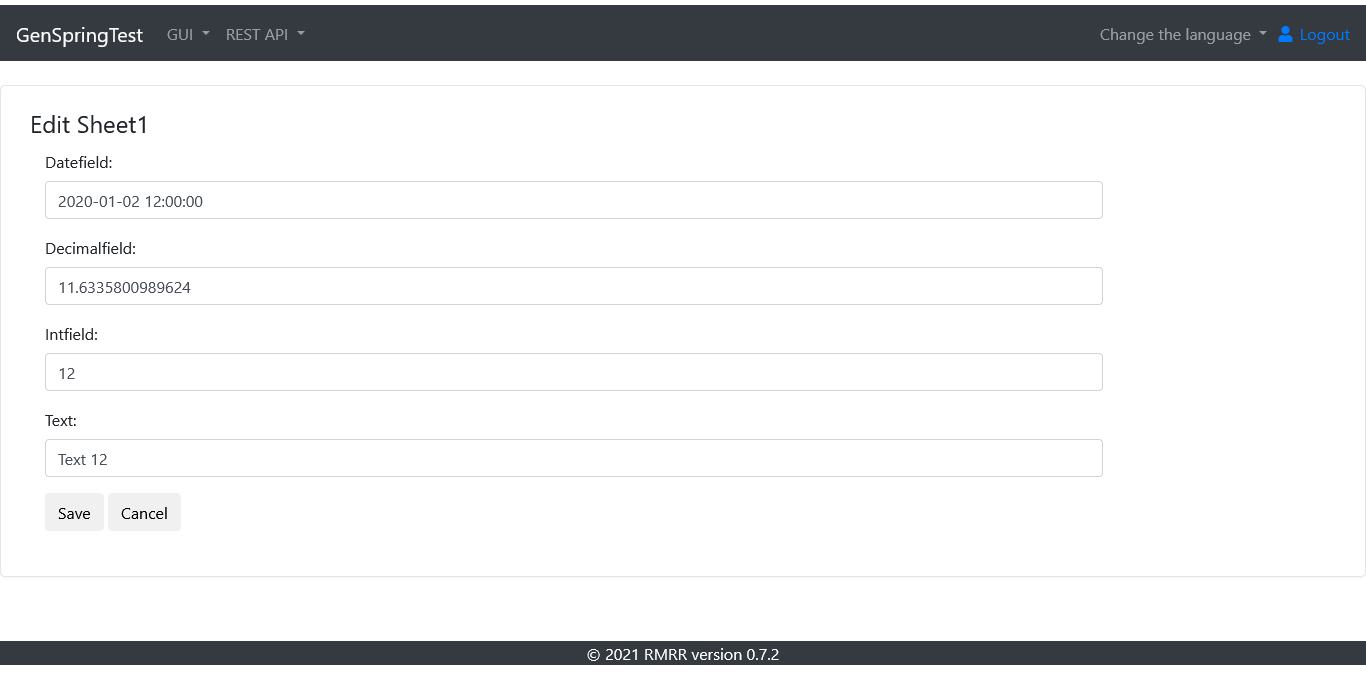 GenSpringTest GUI REST API Change the language Logout
Edit Sheet1
Datefield:
2020-01-02 12:00:00
Decimalfield:
11.6335800989624
Intfield:
12
Text:
Text 12
Save Cancel
© 2021 RMRR version 0.7.2